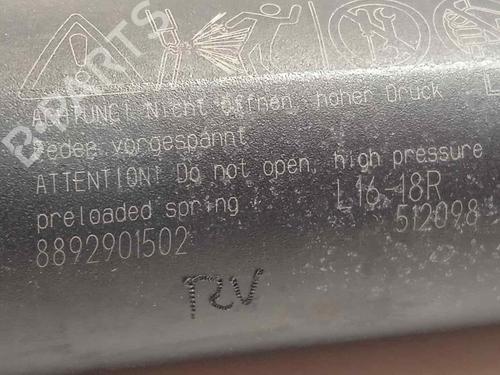 ACHTUNG! Nicht öffnen, hoher Druck
Feder vorgespannt
ATTENTION! Do not open, high pressure
preloaded spring
L16-18R
8892901502
512098
B-PARTS